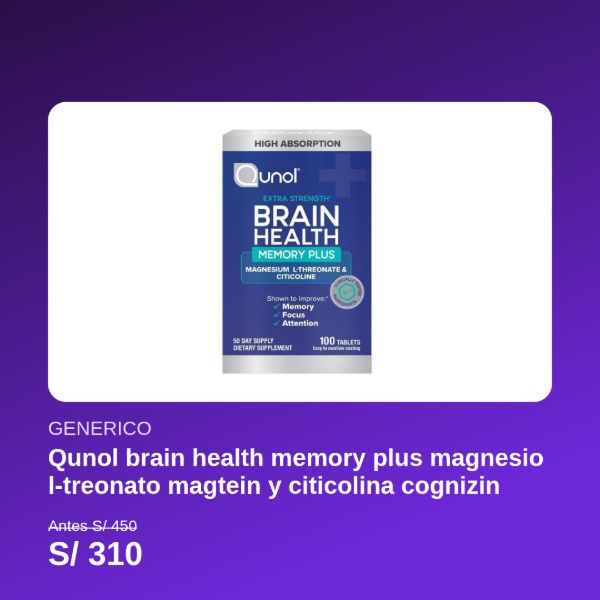 HIGH ABSORPTION
Qunol
EXTRA STRENGTH*
BRAIN
HEALTH
MEMORY PLUS
MAGNESIUM L-THREONATE &
CITICOLINE
Shown to improve:*
✓ Memory
✓ Focus
✓ Attention
50 DAY SUPPLY
DIETARY SUPPLEMENT
100 TABLETS
Easy to swallow coating
GENERICO
Qunol brain health memory plus magnesio
l-treonato magtein y citicolina cognizin
Antes S/ 450
S/ 310